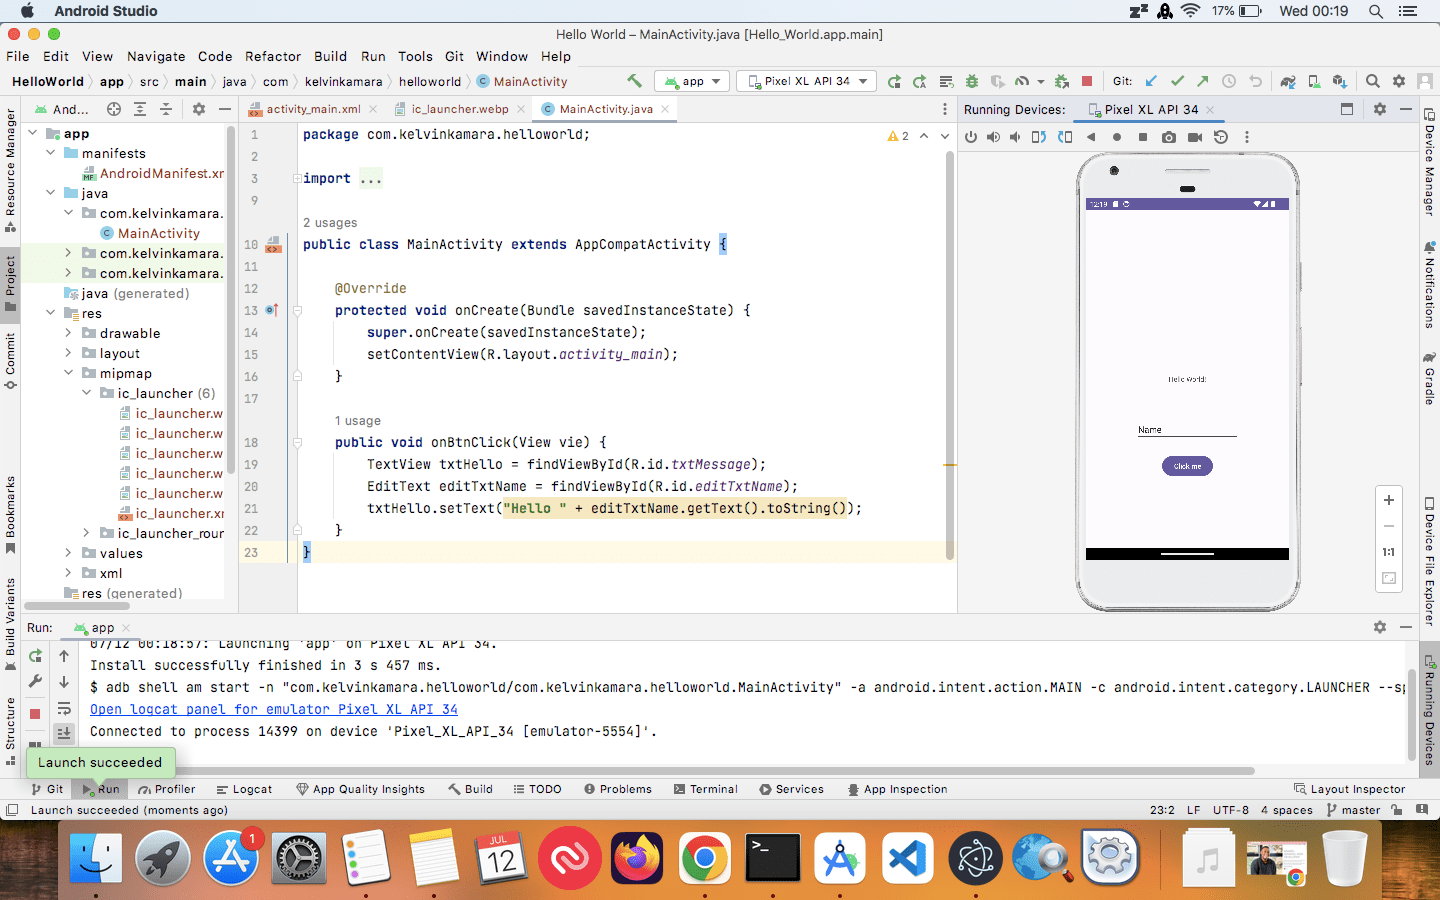 Android Studio
17%
Wed 00:19
Hello World – MainActivity.java [Hello_World.app.main]
File Edit View Navigate Code Refactor Build Run Tools Git Window Help
HelloWorld app src main java com kelvinkamara helloworld MainActivity
app
Pixel XL API 34
Git:
And...
activity_main.xml
ic_launcher.webp
MainActivity.java
Running Devices: Pixel XL API 34
Resource Manager
Project
Commit
Bookmarks
Build Variants
Structure
app
manifests
AndroidManifest.xm
java
com.kelvinkamara.
MainActivity
com.kelvinkamara.
com.kelvinkamara.
java (generated)
res
drawable
layout
mipmap
ic_launcher (6)
ic_launcher.w
ic_launcher.w
ic_launcher.w
ic_launcher.w
ic_launcher.w
ic_launcher.xr
ic_launcher_rour
values
xml
res (generated)
2
1 package com.kelvinkamara.helloworld;
2
3 import ...
9
2 usages
10 public class MainActivity extends AppCompatActivity {
11
12 @Override
13 protected void onCreate(Bundle savedInstanceState) {
14 super.onCreate(savedInstanceState);
15 setContentView(R.layout.activity_main);
16 }
17
1 usage
18 public void onBtnClick(View vie) {
19 TextView txtHello = findViewById(R.id.txtMessage);
20 EditText editTxtName = findViewById(R.id.editTxtName);
21 txtHello.setText("Hello " + editTxtName.getText().toString());
22 }
23 }
12:19
Hello World!
Name
Click me
1:1
Device Manager
Notifications
Gradle
Device File Explorer
Running Devices
Run: app
07/12 00:18:57: Launching 'app' on Pixel XL API 34.
Install successfully finished in 3 s 457 ms.
$ adb shell am start -n "com.kelvinkamara.helloworld/com.kelvinkamara.helloworld.MainActivity" -a android.intent.action.MAIN -c android.intent.category.LAUNCHER --sp
Open logcat panel for emulator Pixel XL API 34
Connected to process 14399 on device 'Pixel_XL_API_34 [emulator-5554]'.
Launch succeeded
Git Run Profiler Logcat App Quality Insights Build TODO Problems Terminal Services App Inspection Layout Inspector
Launch succeeded (moments ago)
23:2 LF UTF-8 4 spaces master
1
JUL
12
>_